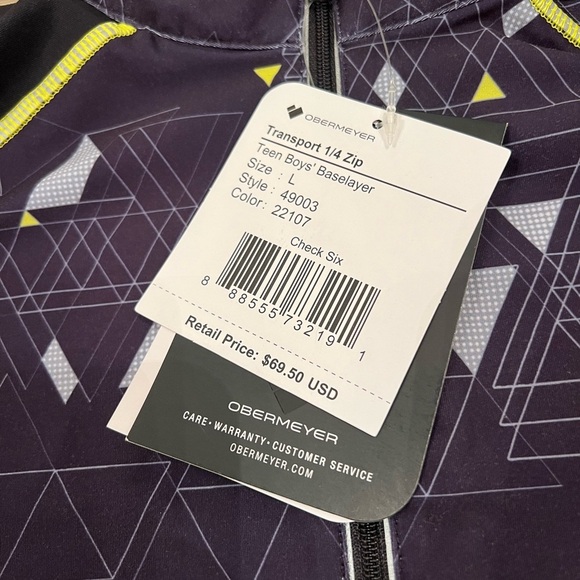 OBERMEYER
Transport 1/4 Zip
Teen Boys' Baselayer
Size : L
Style : 49003
Color: 22107
Check Six
8 88555 73219 1
Retail Price: $69.50 USD
OBERMEYER
CARE • WARRANTY • CUSTOMER SERVICE
OBERMEYER.COM